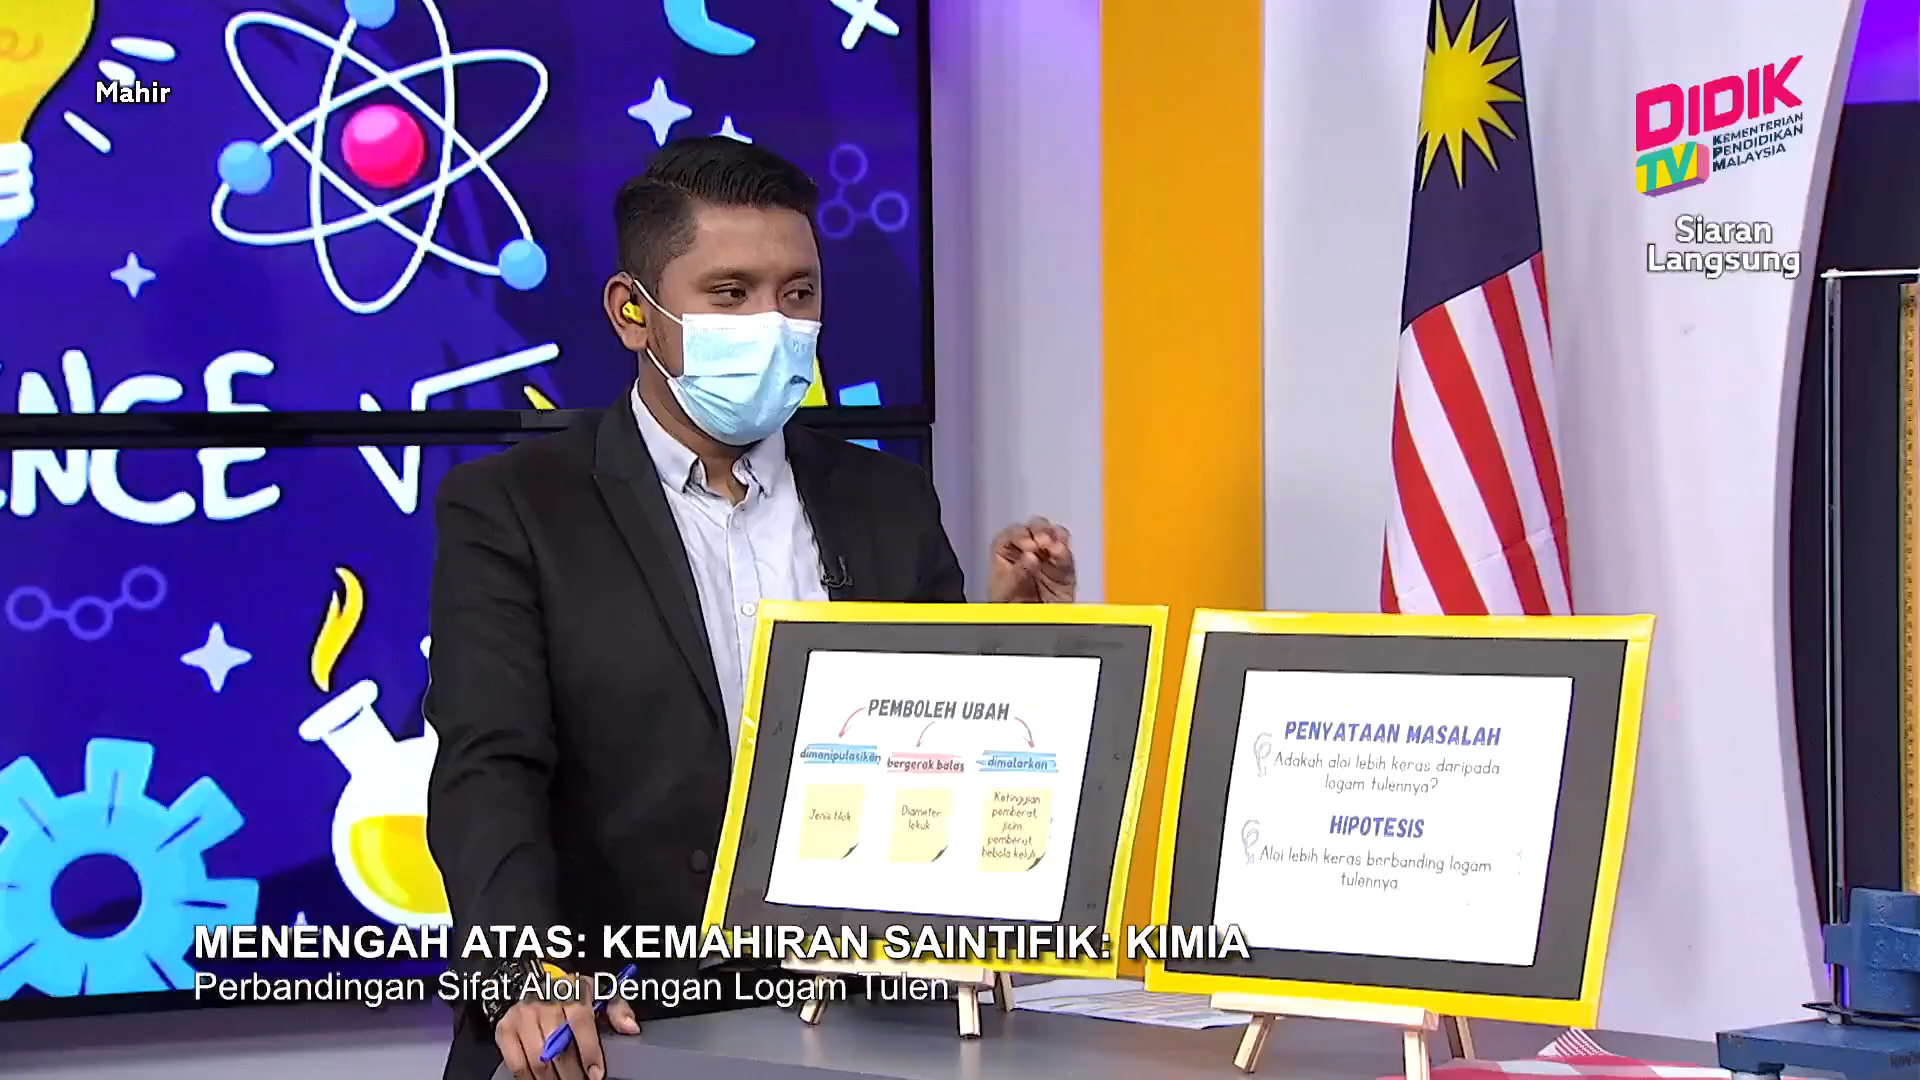 Mahir
DIDIK
TV
KEMENTERIAN
PENDIDIKAN
MALAYSIA
Siaran
Langsung
NCE √
ENCE √
PEMBOLEH UBAH
dimanipulasikan
bergerak balas
dimalarkan
Jenis blok
Diameter
lekuk
Ketinggian
pemberat,
jisim
pemberat,
bebola keluli
PENYATAAN MASALAH
Adakah aloi lebih keras daripada
logam tulennya?
HIPOTESIS
Aloi lebih keras berbanding logam
tulennya
MENENGAH ATAS: KEMAHIRAN SAINTIFIK: KIMIA
Perbandingan Sifat Aloi Dengan Logam Tulen